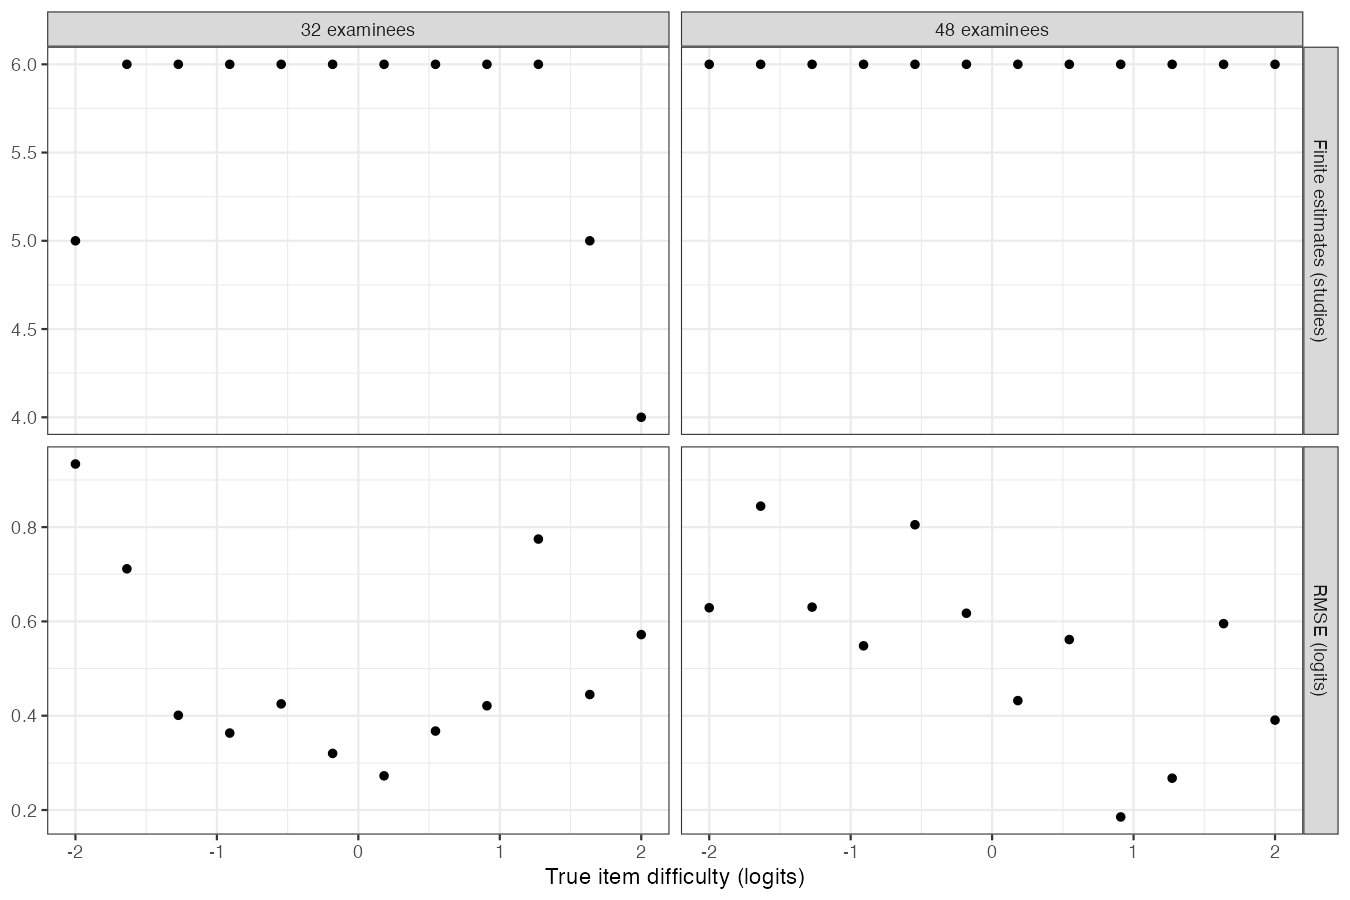 32 examinees
48 examinees
6.0
5.5
5.0
4.5
4.0
Finite estimates (studies)
0.8
0.6
0.4
0.2
RMSE (logits)
-2 -1 0 1 2
-2 -1 0 1 2
True item difficulty (logits)